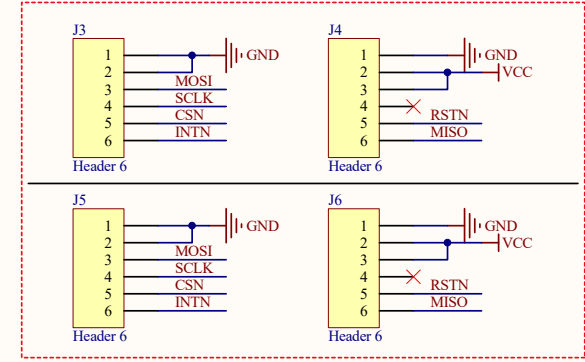 J3
1
2
3
4
5
6
GND
MOSI
SCLK
CSN
INTN
Header 6
J4
1
2
3
4
5
6
GND
VCC
RSTN
MISO
Header 6
J5
1
2
3
4
5
6
GND
MOSI
SCLK
CSN
INTN
Header 6
J6
1
2
3
4
5
6
GND
VCC
RSTN
MISO
Header 6